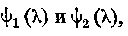 ψ₁ (λ) и ψ₂ (λ),